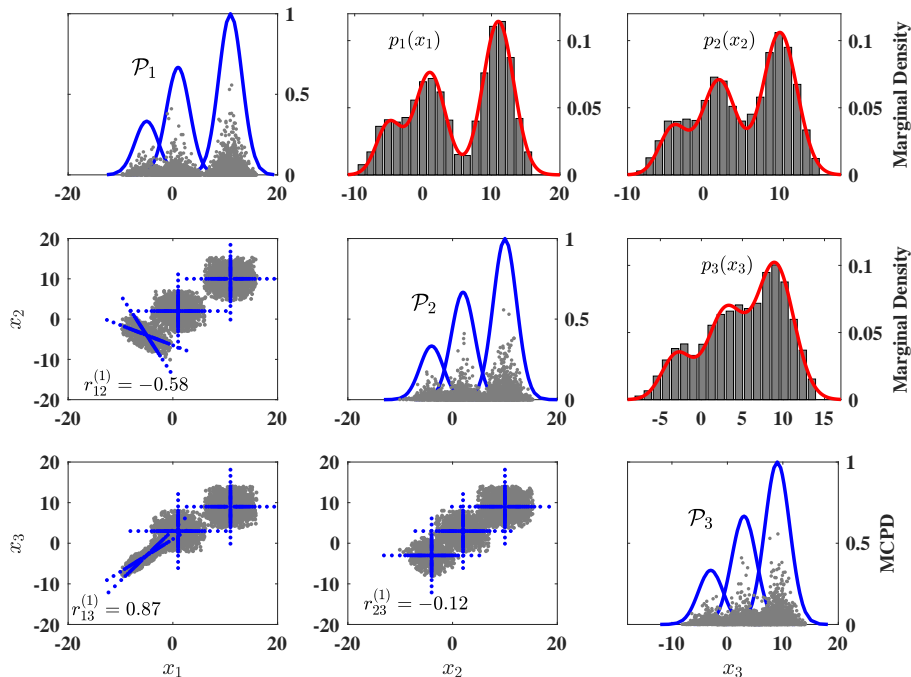 1
0.5
0
-20 0 20
𝒫₁
0.1
0.05
0
-10 0 10 20
p₁(x₁)
0.1
0.05
0
-10 0 10
p₂(x₂)
Marginal Density
20
10
0
-10
-20
-20 0 20
x₂
r₁₂⁽¹⁾ = −0.58
1
0.5
0
-20 0 20
𝒫₂
0.1
0.05
0
-5 0 5 10 15
p₃(x₃)
Marginal Density
20
10
0
-10
-20
-20 0 20
x₃
x₁
r₁₃⁽¹⁾ = 0.87
20
10
0
-10
-20
-20 0 20
x₂
r₂₃⁽¹⁾ = −0.12
1
0.5
0
-20 -10 0 10 20
x₃
𝒫₃
MCPD